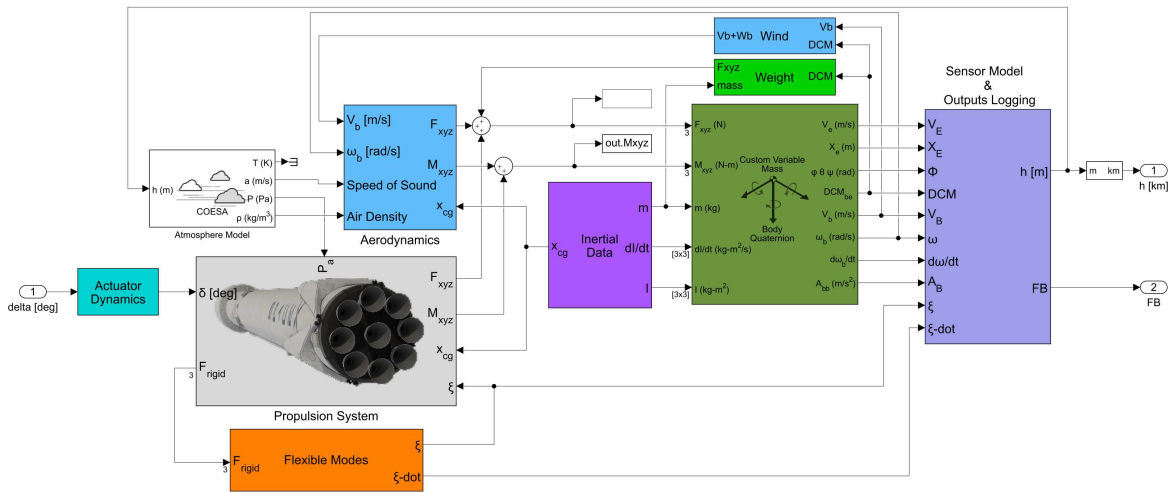 Vb+Wb
Wind
Vb
DCM
Fxyz
mass
Weight
DCM
Sensor Model
&
Outputs Logging
V_b [m/s]
ω_b [rad/s]
Speed of Sound
Air Density
F_xyz
M_xyz
x_cg
Aerodynamics
h (m)
COESA
T (K)
a (m/s)
P (Pa)
ρ (kg/m³)
Atmosphere Model
out.Mxyz
3
F_xyz (N)
3
M_xyz (N-m)
m (kg)
[3x3]
dI/dt (kg-m²/s)
[3x3]
I (kg-m²)
Custom Variable
Mass
Body
Quaternion
V_e (m/s)
X_e (m)
φ θ ψ (rad)
DCM_be
V_b (m/s)
ω_b (rad/s)
dω_b/dt
A_bb (m/s²)
V_E
X_E
Φ
DCM
V_B
ω
dω/dt
A_B
ξ
ξ-dot
h [m]
FB
m km
1
h [km]
2
FB
x_cg
Inertial
Data
m
dI/dt
I
1
delta [deg]
Actuator
Dynamics
P_a
δ [deg]
F_rigid
3
F_xyz
M_xyz
x_cg
ξ
Propulsion System
3
F_rigid
Flexible Modes
ξ
ξ-dot